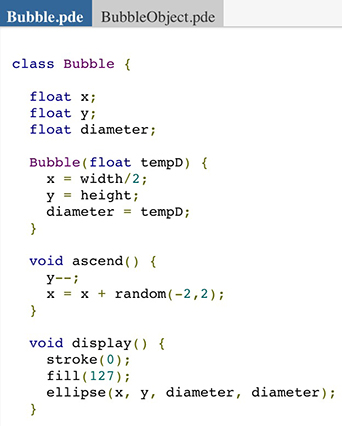 Bubble.pde BubbleObject.pde
class Bubble {
float x;
float y;
float diameter;
Bubble(float tempD) {
x = width/2;
y = height;
diameter = tempD;
}
void ascend() {
y--;
x = x + random(-2,2);
}
void display() {
stroke(0);
fill(127);
ellipse(x, y, diameter, diameter);
}